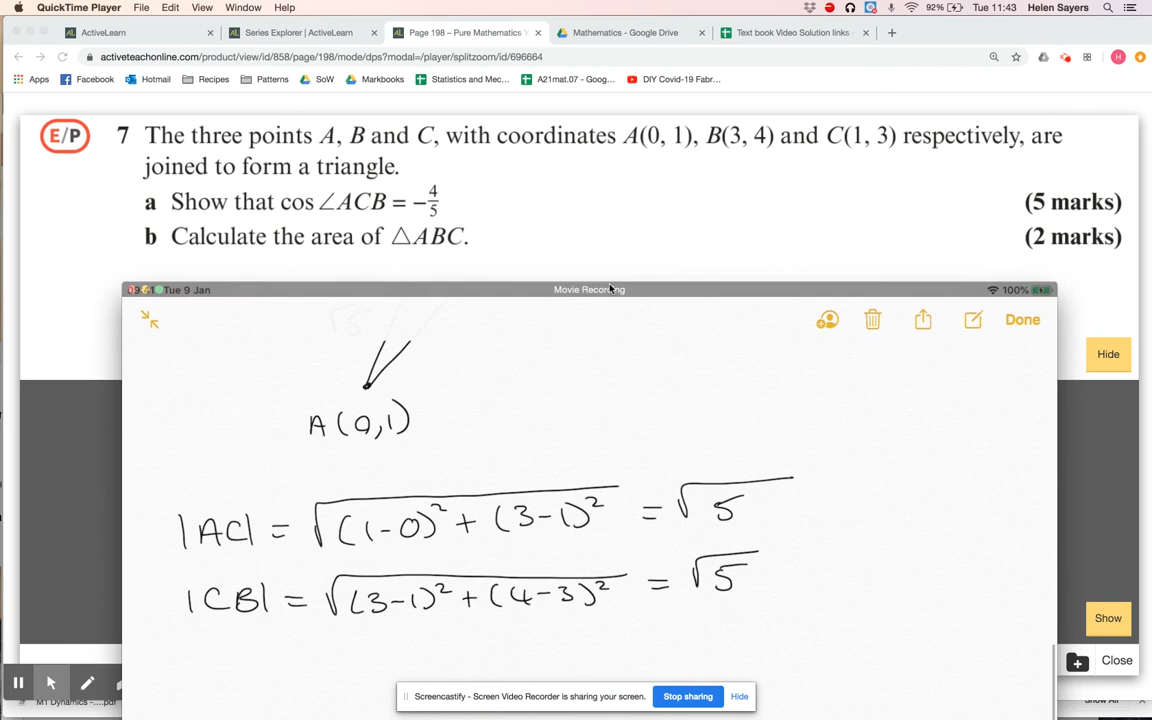 QuickTime Player File Edit View Window Help 92% Tue 11:43 Helen Sayers
ActiveLearn Series Explorer | ActiveLearn Page 198 – Pure Mathematics Mathematics - Google Drive Text book Video Solution links -
activeteachonline.com/product/view/id/858/page/198/mode/dps?modal=/player/splitzoom/id/696664
Apps Facebook Hotmail Recipes Patterns SoW Markbooks Statistics and Mec... A21mat.07 - Goog... DIY Covid-19 Fabr...
E/P 7 The three points A, B and C, with coordinates A(0, 1), B(3, 4) and C(1, 3) respectively, are
joined to form a triangle.
a Show that cos ∠ACB = −4/5 (5 marks)
b Calculate the area of △ABC. (2 marks)
Tue 9 Jan Movie Recording 100%
Done
Hide
A(0,1)
|AC| = √((1-0)² + (3-1)²) = √5
|CB| = √((3-1)² + (4-3)²) = √5
Show
Close
Screencastify - Screen Video Recorder is sharing your screen. Stop sharing Hide
M1 Dynamics -....pdf